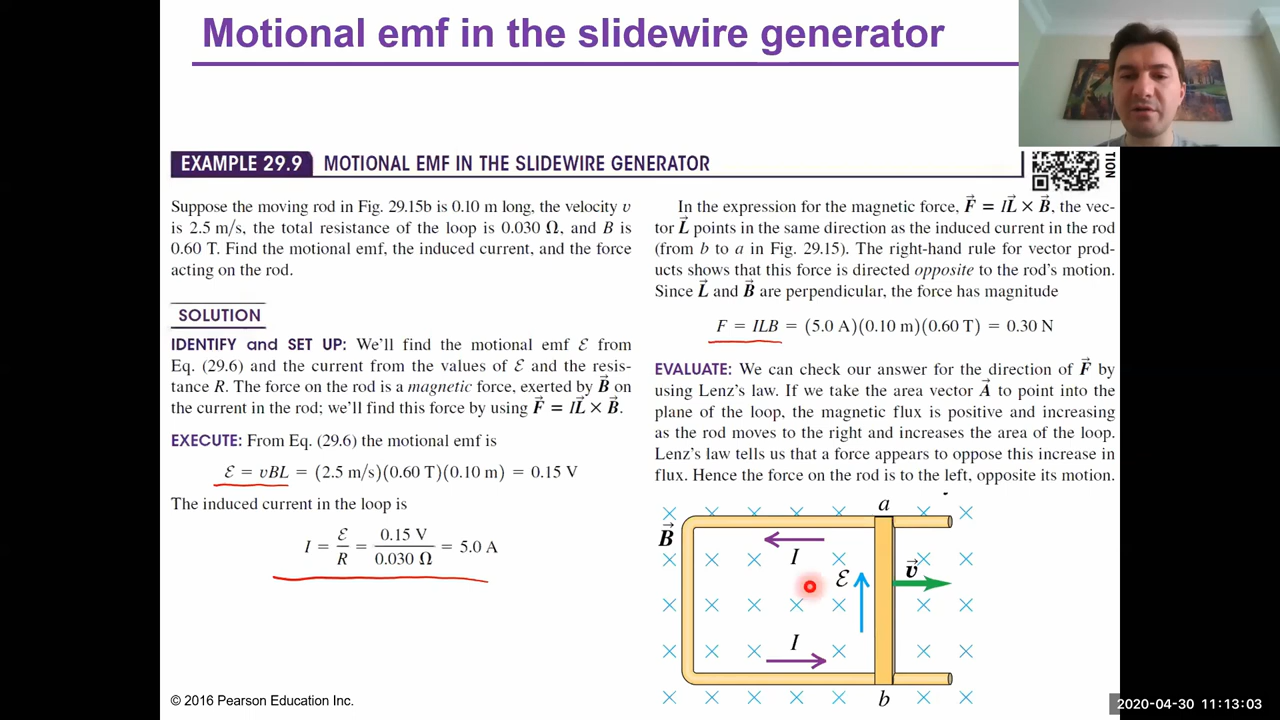 Motional emf in the slidewire generator
EXAMPLE 29.9 MOTIONAL EMF IN THE SLIDEWIRE GENERATOR
TION
Suppose the moving rod in Fig. 29.15b is 0.10 m long, the velocity v
is 2.5 m/s, the total resistance of the loop is 0.030 Ω, and B is
0.60 T. Find the motional emf, the induced current, and the force
acting on the rod.
SOLUTION
IDENTIFY and SET UP: We'll find the motional emf ℰ from
Eq. (29.6) and the current from the values of ℰ and the resis-
tance R. The force on the rod is a magnetic force, exerted by B⃗ on
the current in the rod; we'll find this force by using F⃗ = IL⃗ × B⃗.
EXECUTE: From Eq. (29.6) the motional emf is
ℰ = vBL = (2.5 m/s)(0.60 T)(0.10 m) = 0.15 V
The induced current in the loop is
I = ℰ/R = 0.15 V/0.030 Ω = 5.0 A
In the expression for the magnetic force, F⃗ = IL⃗ × B⃗, the vec-
tor L⃗ points in the same direction as the induced current in the rod
(from b to a in Fig. 29.15). The right-hand rule for vector prod-
ucts shows that this force is directed opposite to the rod's motion.
Since L⃗ and B⃗ are perpendicular, the force has magnitude
F = ILB = (5.0 A)(0.10 m)(0.60 T) = 0.30 N
EVALUATE: We can check our answer for the direction of F⃗ by
using Lenz's law. If we take the area vector A⃗ to point into the
plane of the loop, the magnetic flux is positive and increasing
as the rod moves to the right and increases the area of the loop.
Lenz's law tells us that a force appears to oppose this increase in
flux. Hence the force on the rod is to the left, opposite its motion.
a
B⃗
I
ℰ
v⃗
I
b
© 2016 Pearson Education Inc.
2020-04-30 11:13:03